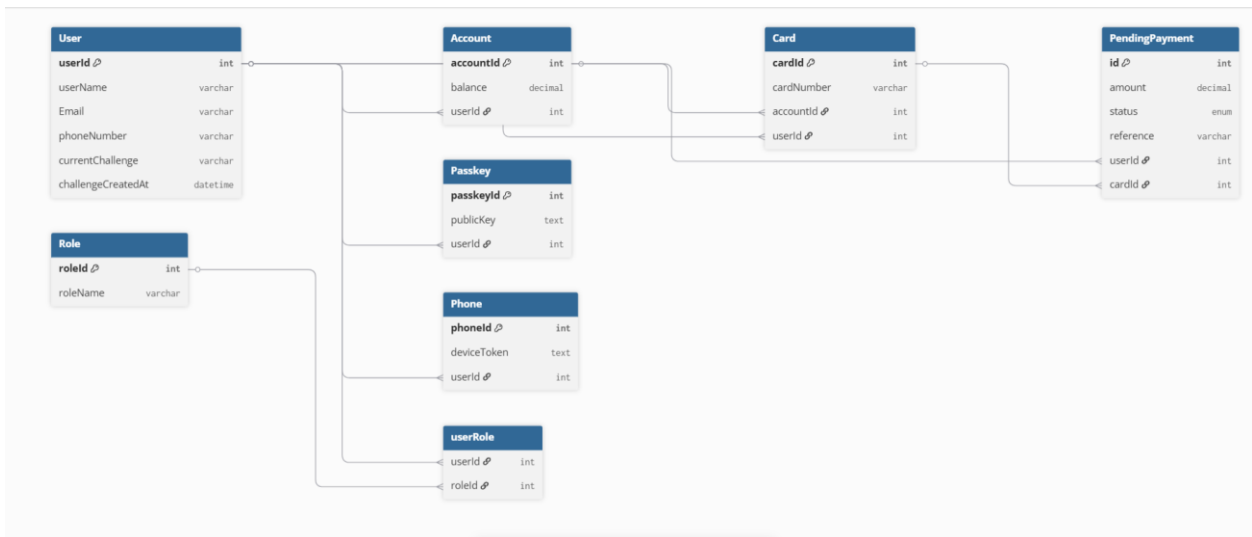 User
userId int
userName varchar
Email varchar
phoneNumber varchar
currentChallenge varchar
challengeCreatedAt datetime
Role
roleId int
roleName varchar
Account
accountId int
balance decimal
userId int
Passkey
passkeyId int
publicKey text
userId int
Phone
phoneId int
deviceToken text
userId int
userRole
userId int
roleId int
Card
cardId int
cardNumber varchar
accountId int
userId int
PendingPayment
id int
amount decimal
status enum
reference varchar
userId int
cardId int